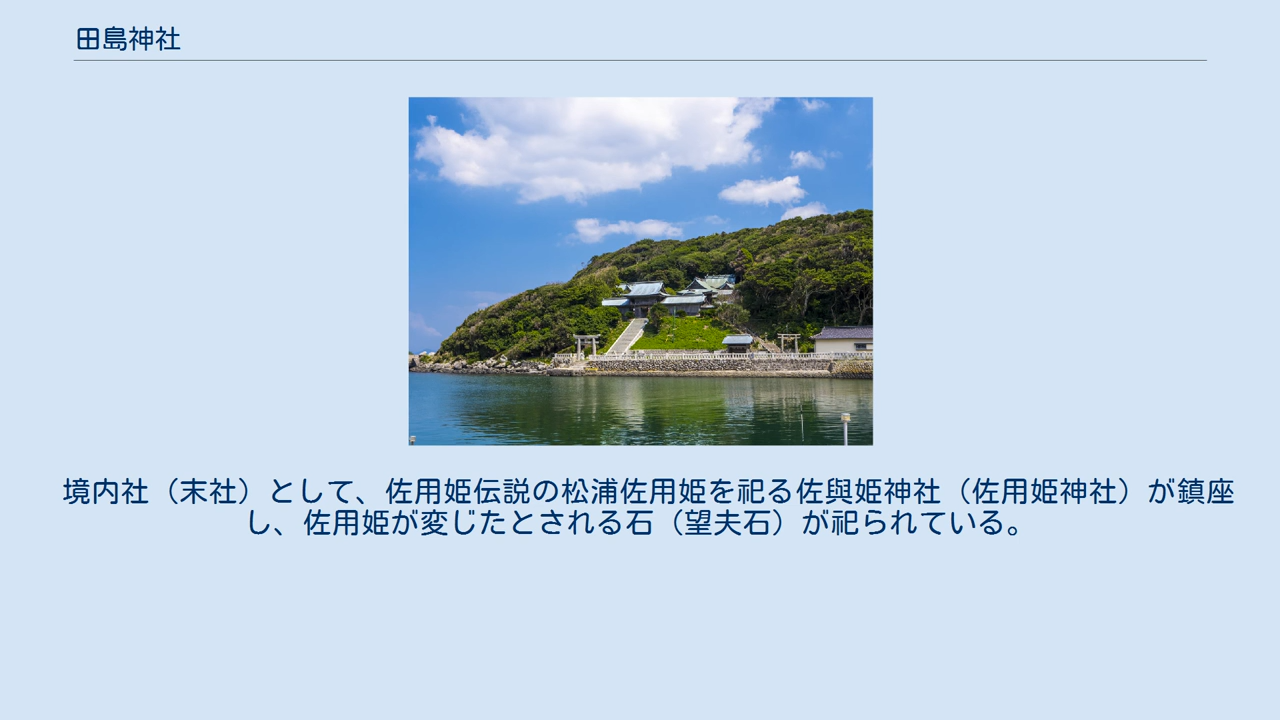 田島神社
境内社（末社）として、佐用姫伝説の松浦佐用姫を祀る佐與姫神社（佐用姫神社）が鎮座
し、佐用姫が変じたとされる石（望夫石）が祀られている。